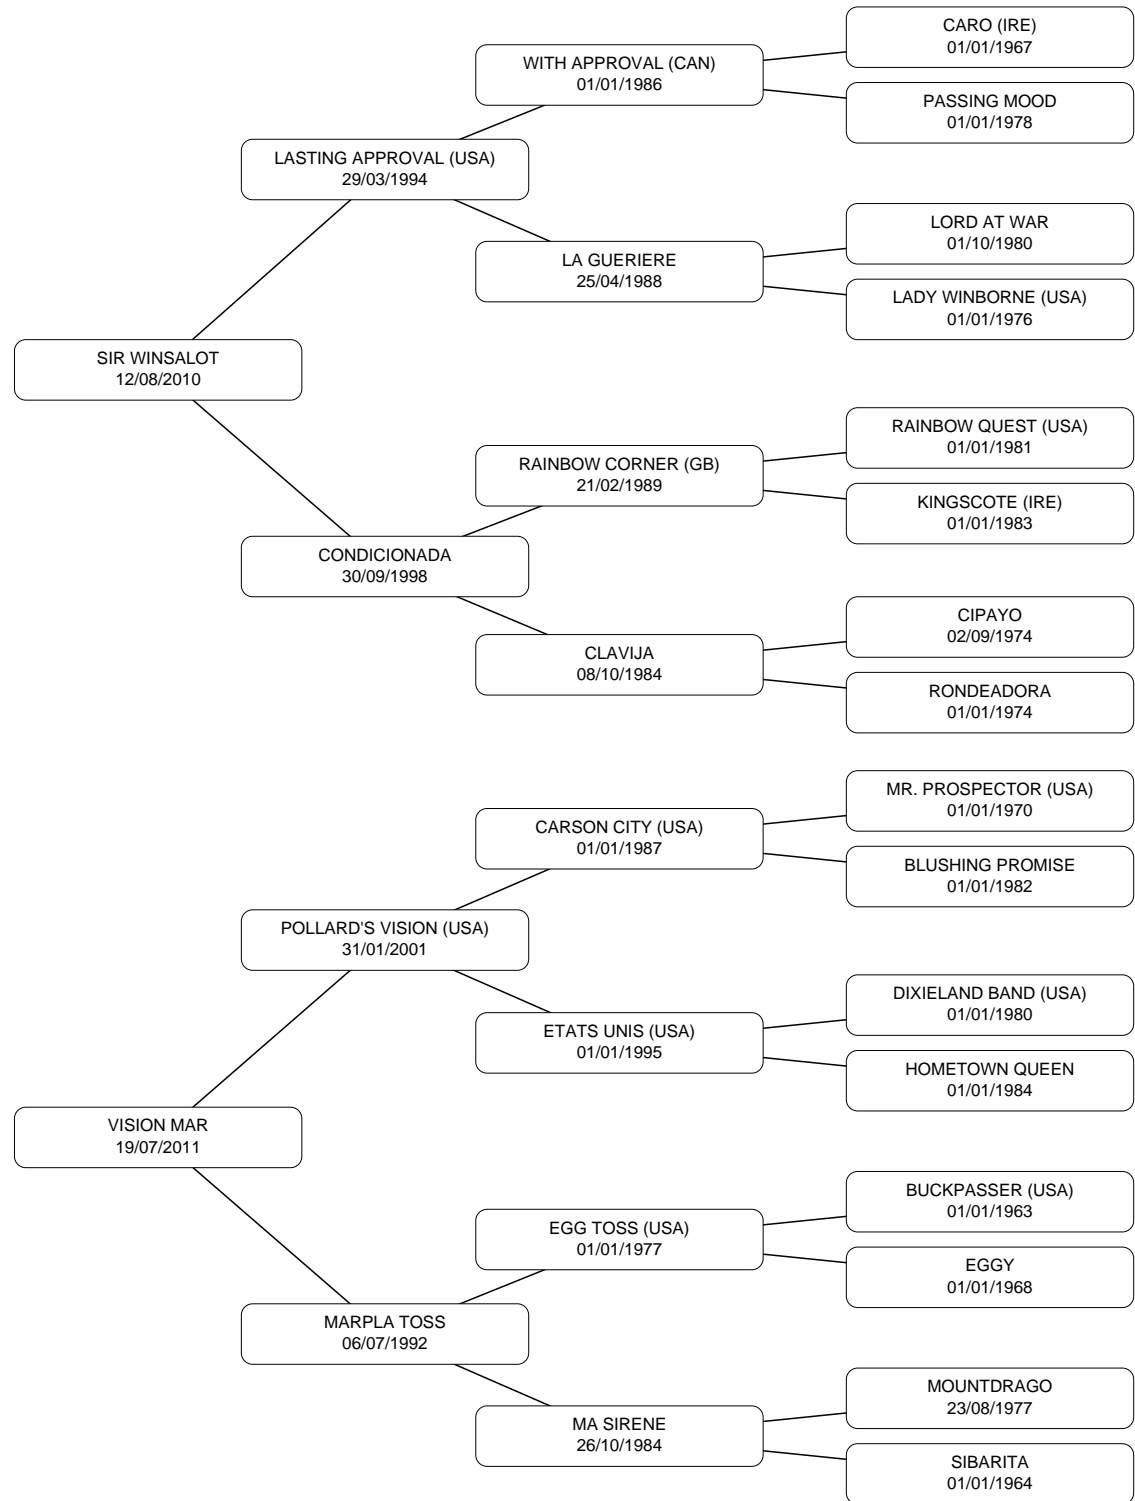 CARO (IRE)
01/01/1967
WITH APPROVAL (CAN)
01/01/1986
PASSING MOOD
01/01/1978
LASTING APPROVAL (USA)
29/03/1994
LORD AT WAR
01/10/1980
LA GUERIERE
25/04/1988
LADY WINBORNE (USA)
01/01/1976
SIR WINSALOT
12/08/2010
RAINBOW QUEST (USA)
01/01/1981
RAINBOW CORNER (GB)
21/02/1989
KINGSCOTE (IRE)
01/01/1983
CONDICIONADA
30/09/1998
CIPAYO
02/09/1974
CLAVIJA
08/10/1984
RONDEADORA
01/01/1974
MR. PROSPECTOR (USA)
01/01/1970
CARSON CITY (USA)
01/01/1987
BLUSHING PROMISE
01/01/1982
POLLARD'S VISION (USA)
31/01/2001
DIXIELAND BAND (USA)
01/01/1980
ETATS UNIS (USA)
01/01/1995
HOMETOWN QUEEN
01/01/1984
VISION MAR
19/07/2011
BUCKPASSER (USA)
01/01/1963
EGG TOSS (USA)
01/01/1977
EGGY
01/01/1968
MARPLA TOSS
06/07/1992
MOUNTDRAGO
23/08/1977
MA SIRENE
26/10/1984
SIBARITA
01/01/1964